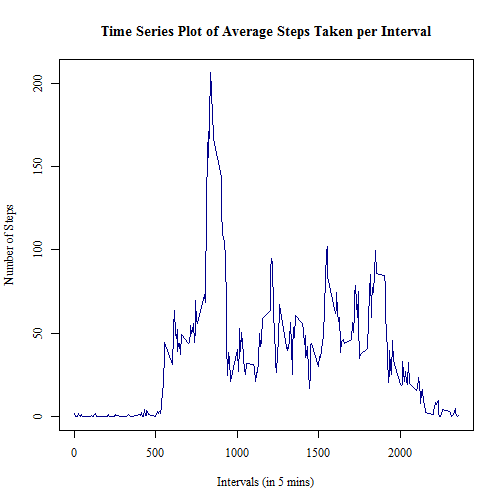 Time Series Plot of Average Steps Taken per Interval
Number of Steps
200
150
100
50
0
0 500 1000 1500 2000
Intervals (in 5 mins)